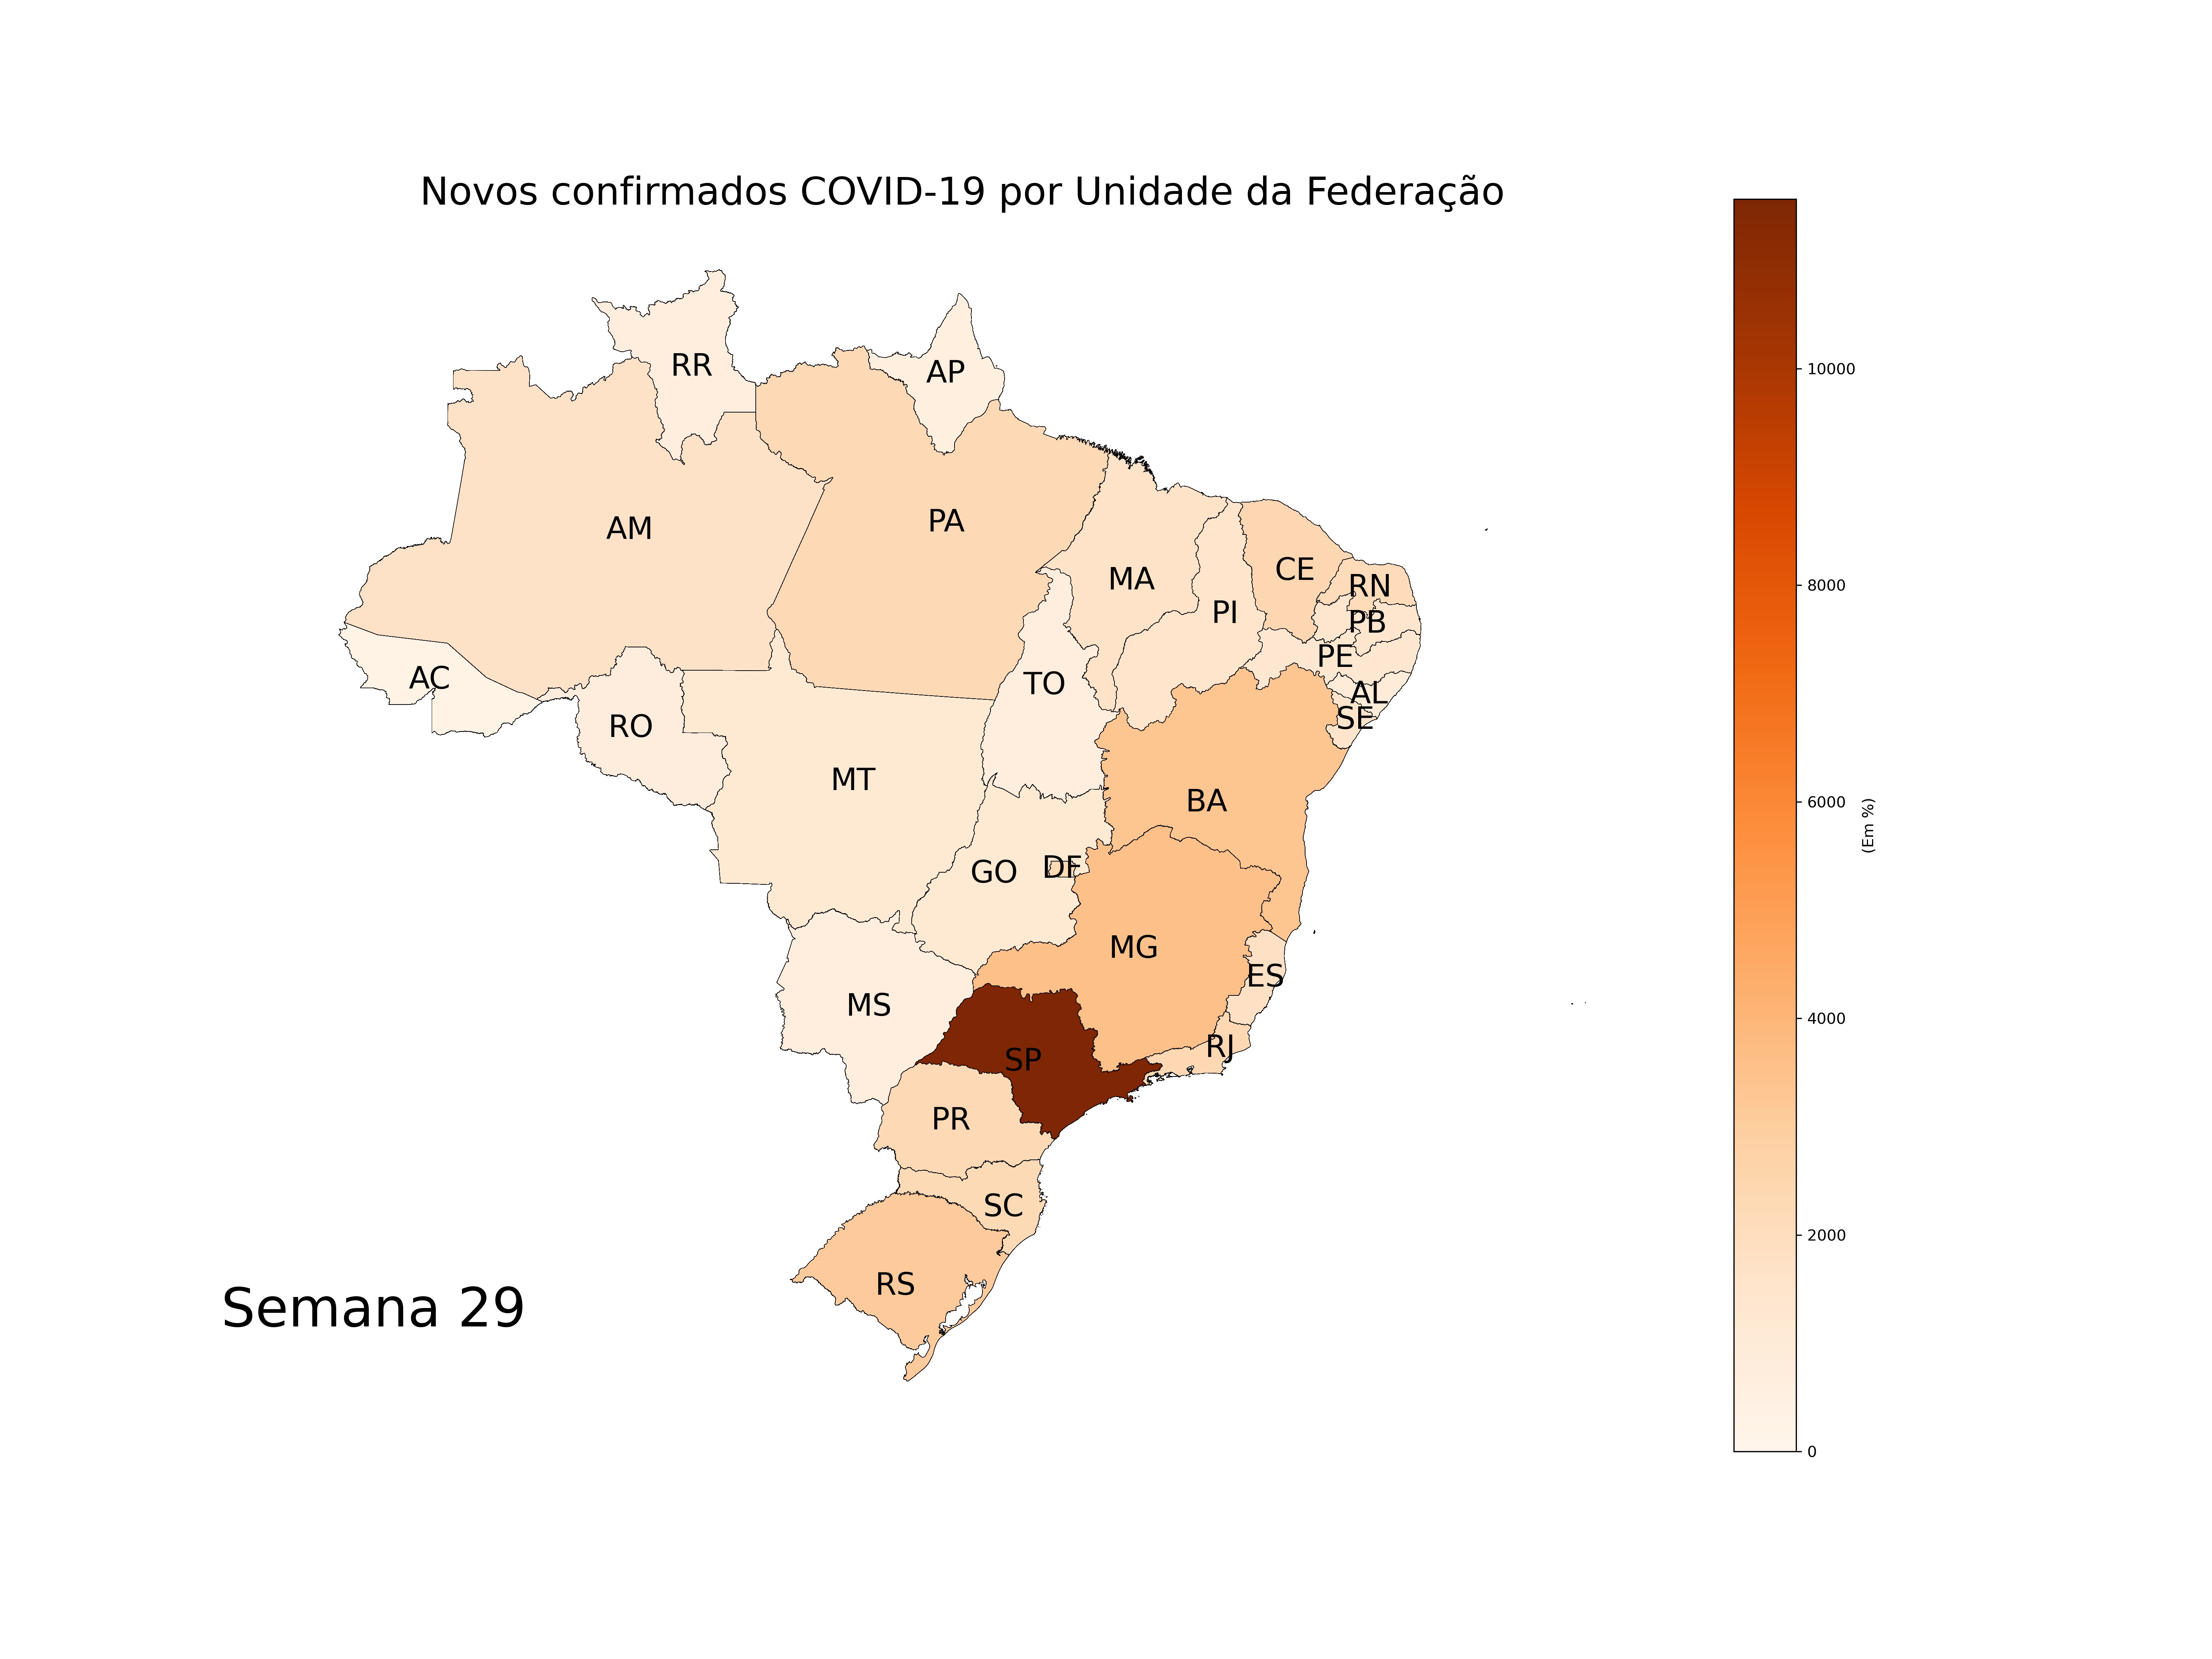 Novos confirmados COVID-19 por Unidade da Federação
RR
AP
AM
PA
MA
CE
RN
PI
PB
PE
AC
TO
AL
RO
SE
MT
BA
GO
DF
MG
ES
MS
RJ
SP
PR
SC
RS
Semana 29
10000
8000
6000
4000
2000
0
(Em %)